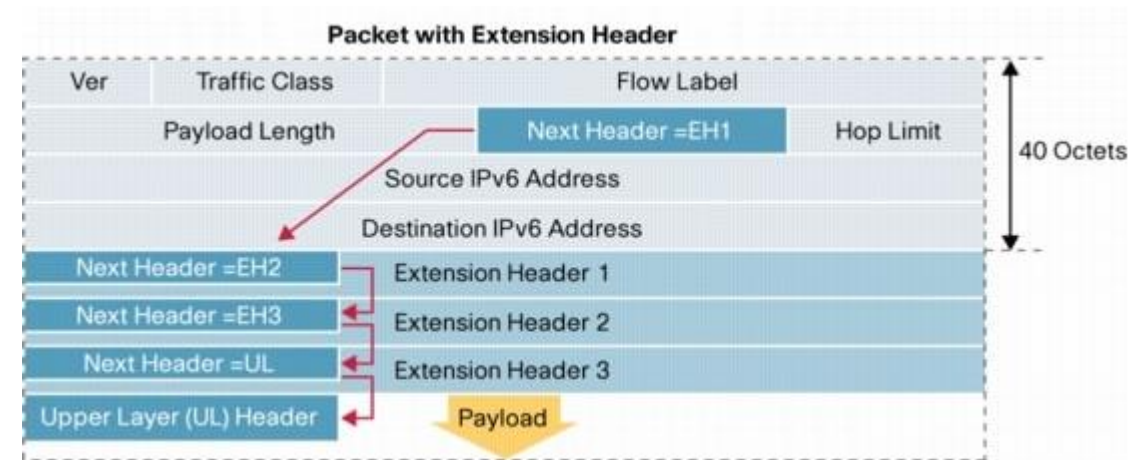 Packet with Extension Header
Ver Traffic Class Flow Label
Payload Length Next Header =EH1 Hop Limit
40 Octets
Source IPv6 Address
Destination IPv6 Address
Next Header =EH2 Extension Header 1
Next Header =EH3 Extension Header 2
Next Header =UL Extension Header 3
Upper Layer (UL) Header Payload